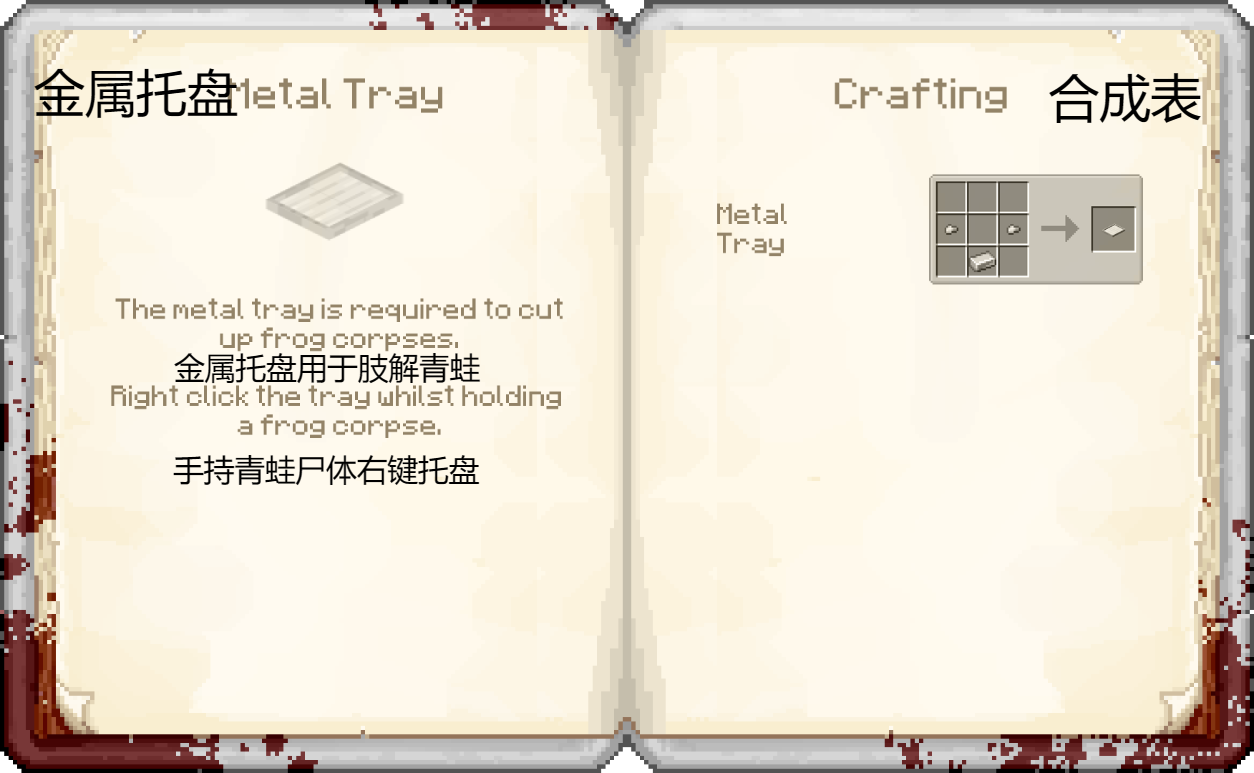 金属托盘
Metal Tray
The metal tray is required to cut
up frog corpses.
金属托盘用于肢解青蛙
Right click the tray whilst holding
a frog corpse.
手持青蛙尸体右键托盘
Crafting
合成表
Metal
Tray